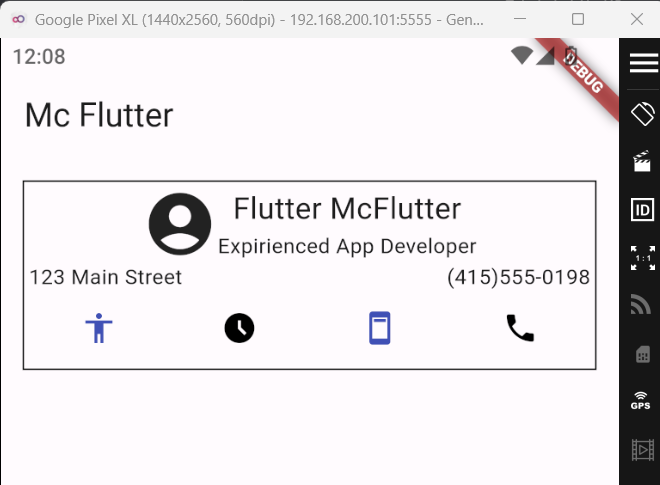 Google Pixel XL (1440x2560, 560dpi) - 192.168.200.101:5555 - Gen...
12:08
DEBUG
Mc Flutter
Flutter McFlutter
Expirienced App Developer
123 Main Street
(415)555-0198
ID
1:1
GPS